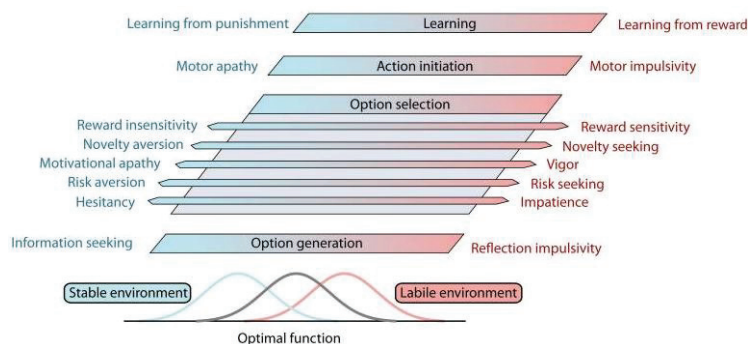 Learning from punishment Learning Learning from reward
Motor apathy Action initiation Motor impulsivity
Option selection
Reward insensitivity Reward sensitivity
Novelty aversion Novelty seeking
Motivational apathy Vigor
Risk aversion Risk seeking
Hesitancy Impatience
Information seeking Option generation Reflection impulsivity
Stable environment Labile environment
Optimal function